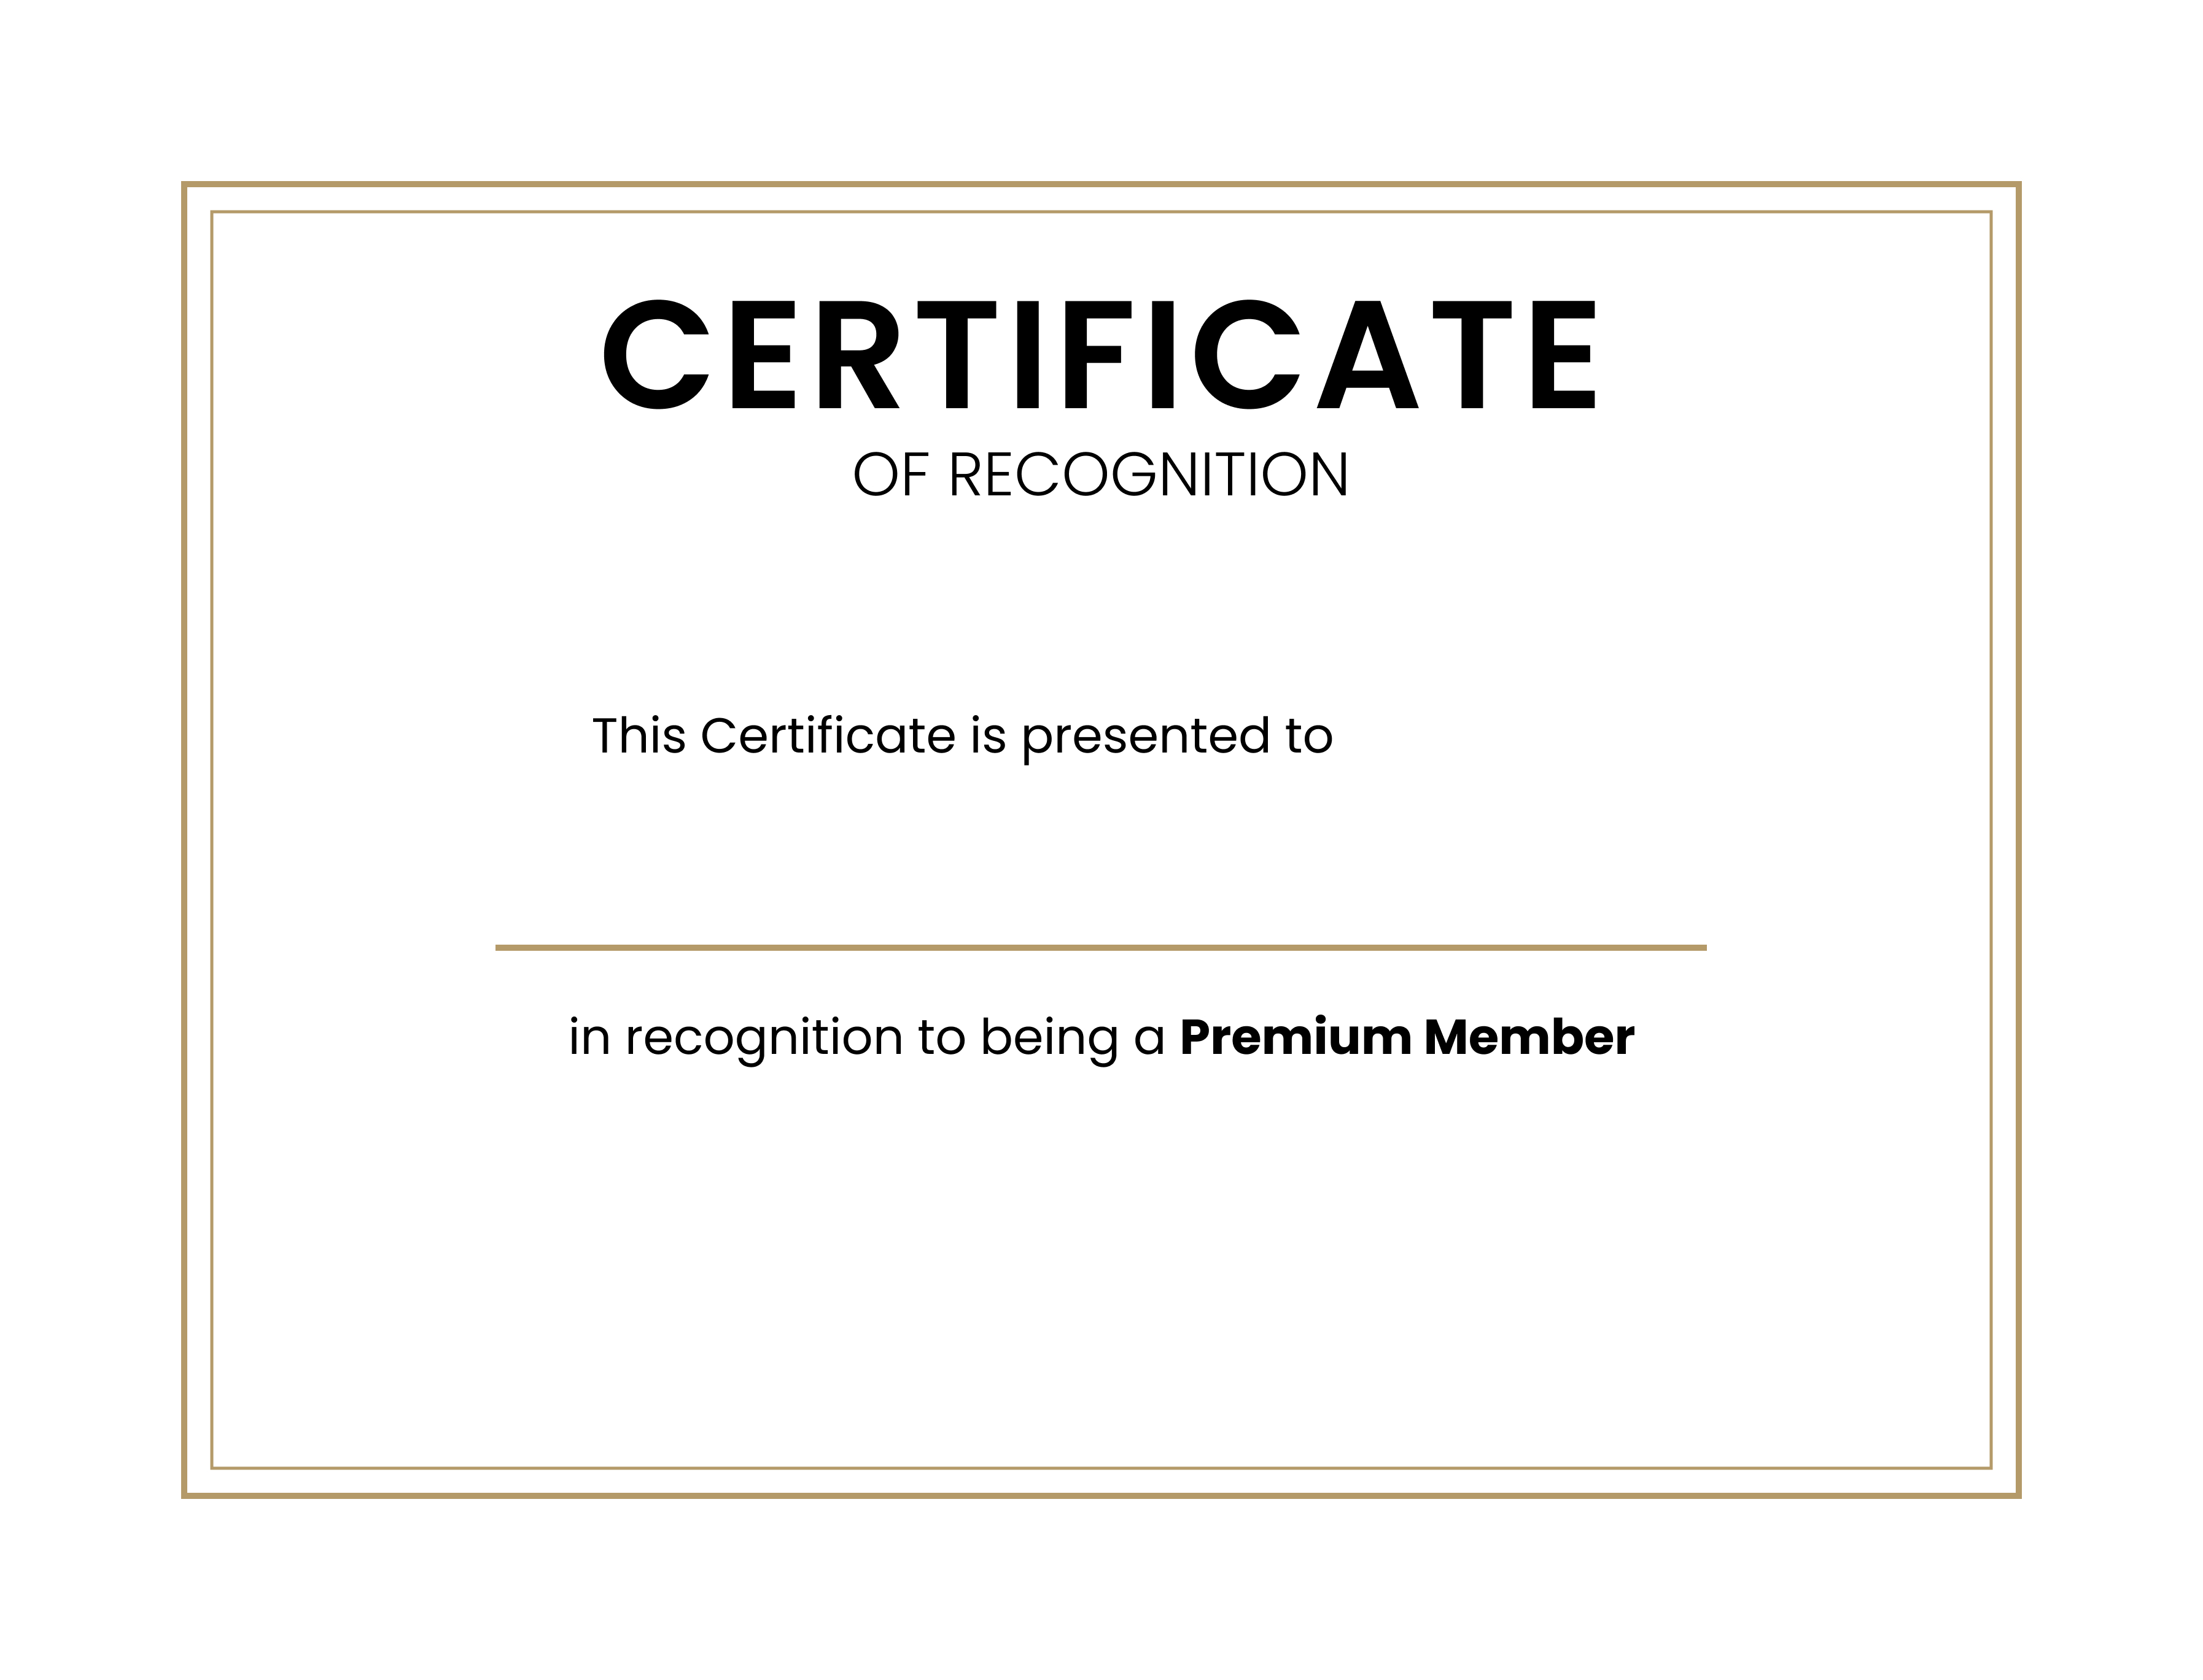 CERTIFICATE
OF RECOGNITION
This Certificate is presented to
in recognition to being a Premium Member